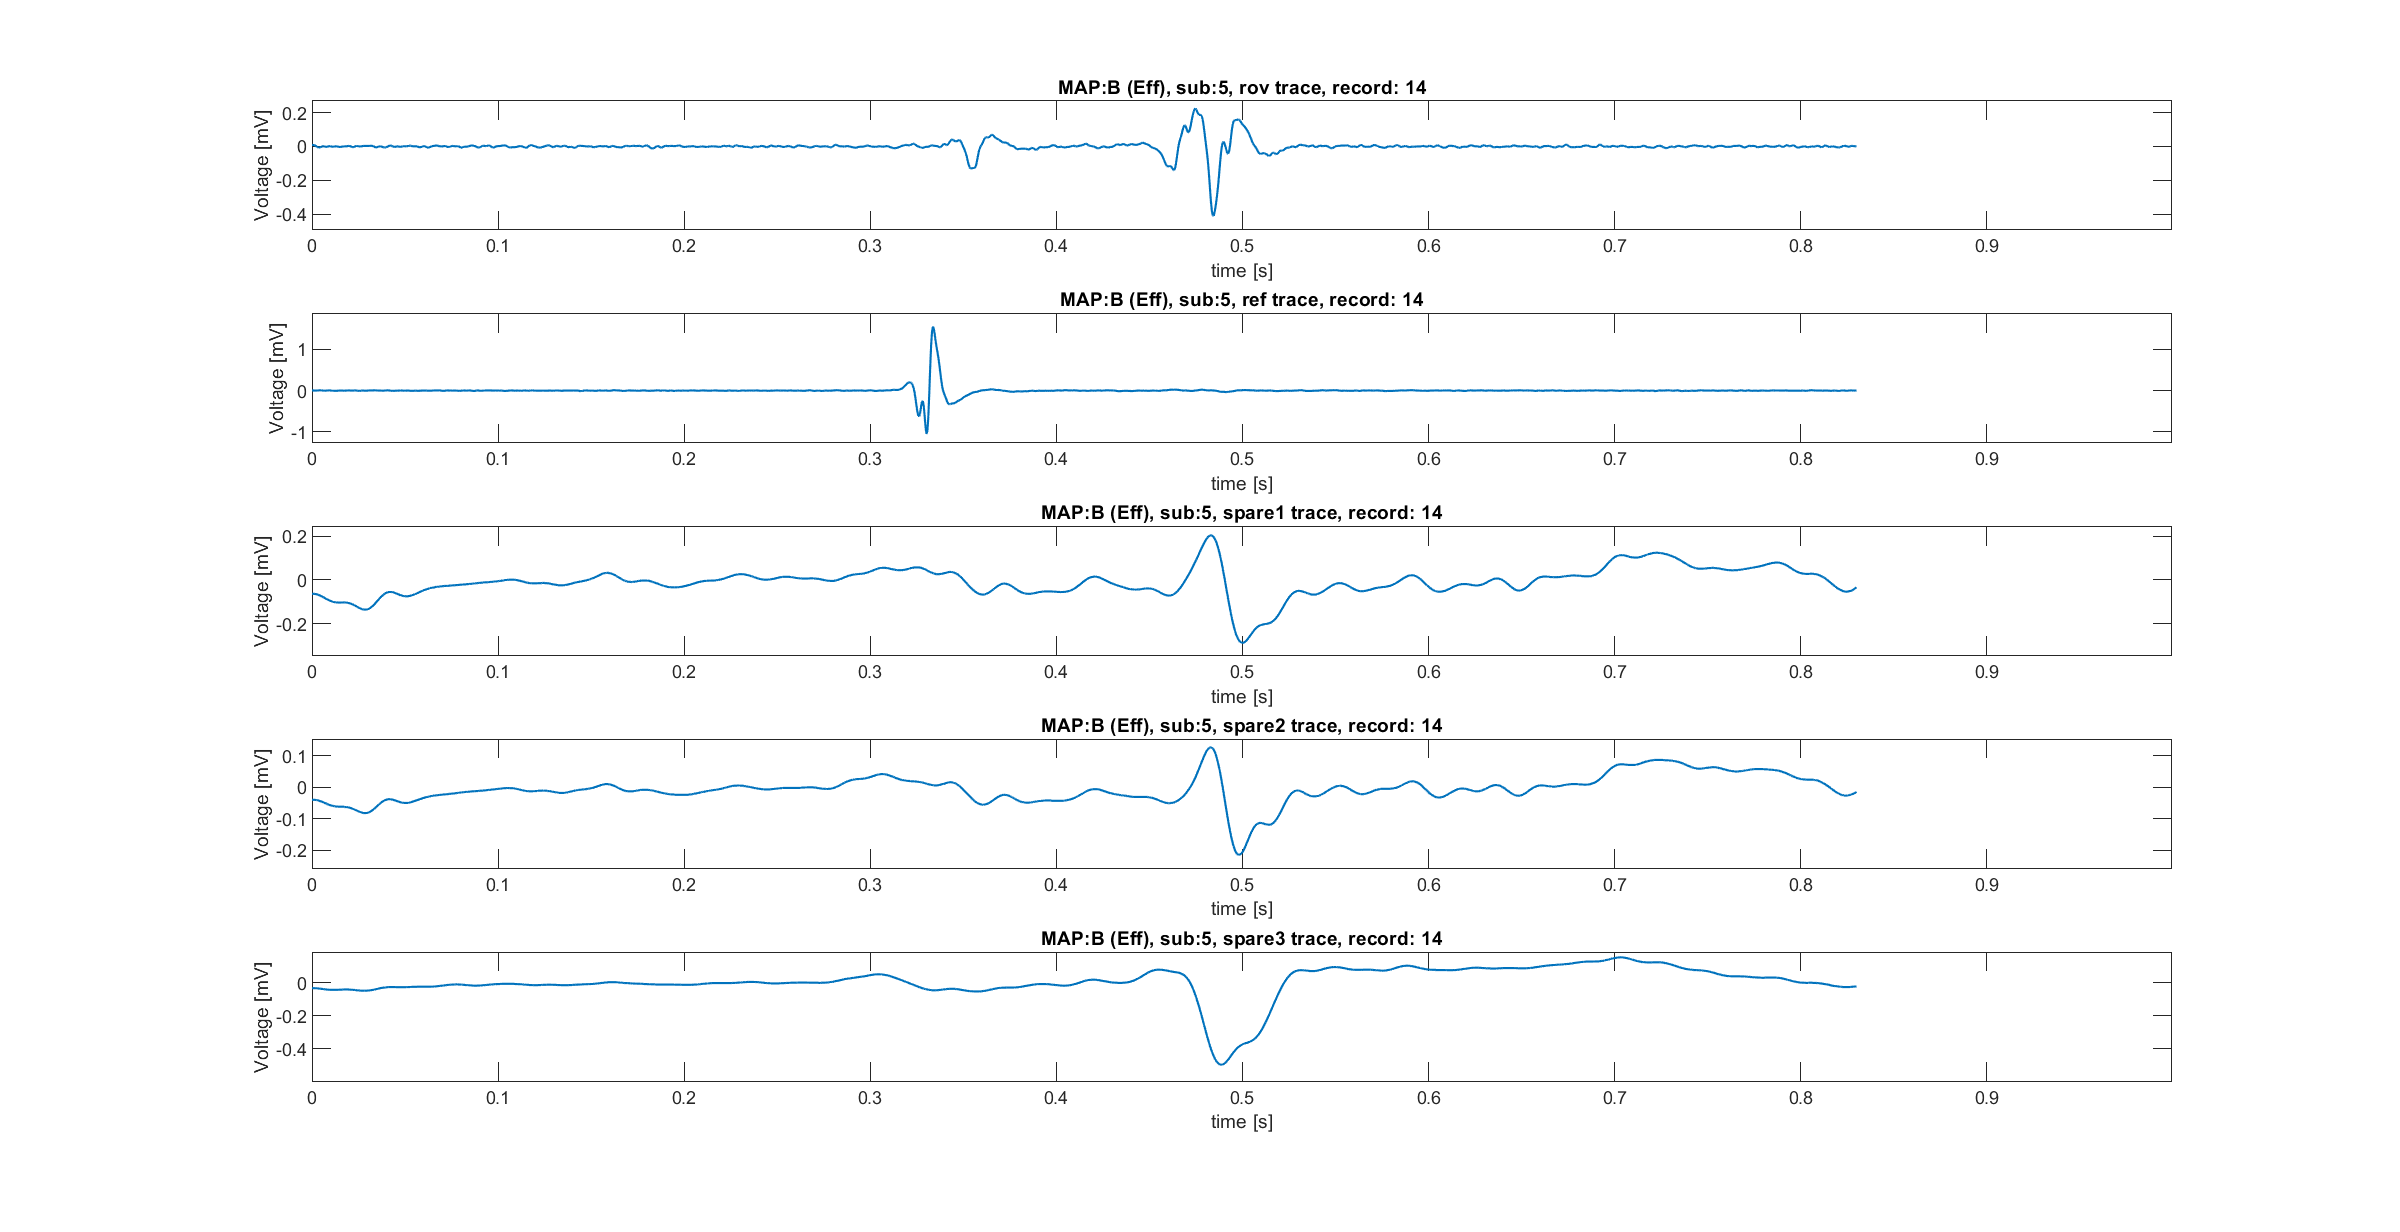 MAP:B (Eff), sub:5, rov trace, record: 14
Voltage [mV]
0.2
0
-0.2
-0.4
0 0.1 0.2 0.3 0.4 0.5 0.6 0.7 0.8 0.9
time [s]
MAP:B (Eff), sub:5, ref trace, record: 14
Voltage [mV]
1
0
-1
0 0.1 0.2 0.3 0.4 0.5 0.6 0.7 0.8 0.9
time [s]
MAP:B (Eff), sub:5, spare1 trace, record: 14
Voltage [mV]
0.2
0
-0.2
0 0.1 0.2 0.3 0.4 0.5 0.6 0.7 0.8 0.9
time [s]
MAP:B (Eff), sub:5, spare2 trace, record: 14
Voltage [mV]
0.1
0
-0.1
-0.2
0 0.1 0.2 0.3 0.4 0.5 0.6 0.7 0.8 0.9
time [s]
MAP:B (Eff), sub:5, spare3 trace, record: 14
Voltage [mV]
0
-0.2
-0.4
0 0.1 0.2 0.3 0.4 0.5 0.6 0.7 0.8 0.9
time [s]